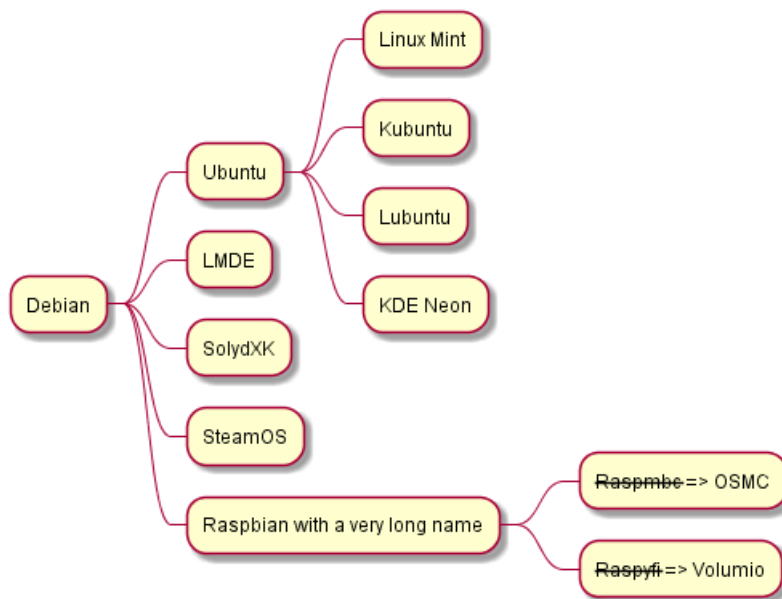 Debian
Ubuntu
Linux Mint
Kubuntu
Lubuntu
KDE Neon
LMDE
SolydXK
SteamOS
Raspbian with a very long name
Raspmbc => OSMC
Raspyfi => Volumio